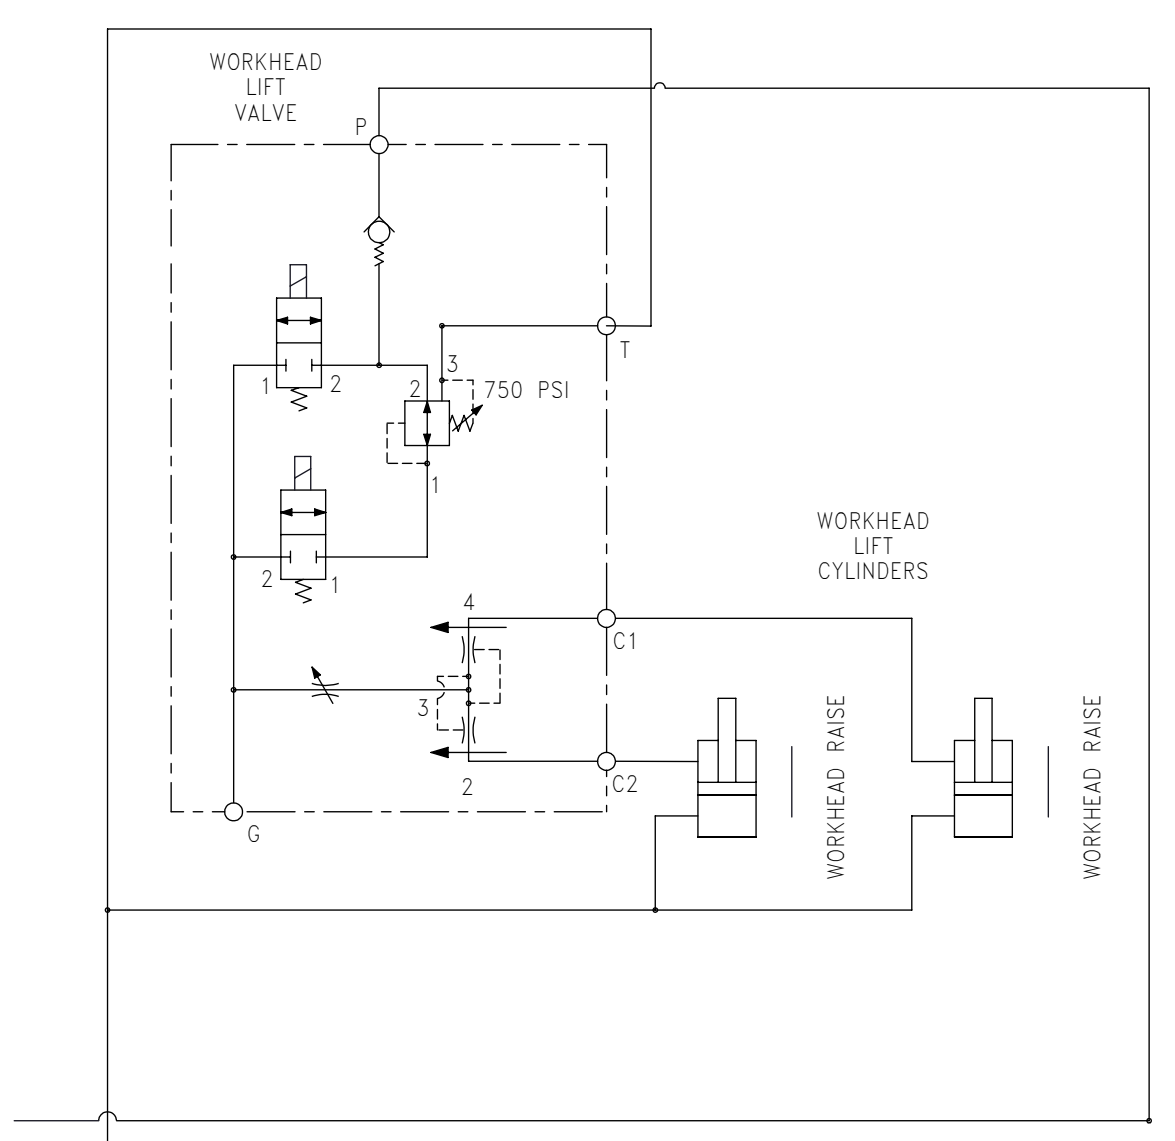 WORKHEAD
LIFT
VALVE
P
T
3
2
750 PSI
1
2
1
2
1
WORKHEAD
LIFT
CYLINDERS
4
C1
3
C2
2
G
WORKHEAD RAISE
WORKHEAD RAISE